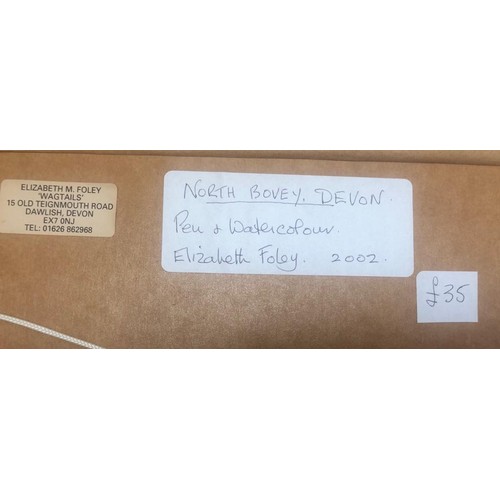 ELIZABETH M. FOLEY
'WAGTAILS'
15 OLD TEIGNMOUTH ROAD
DAWLISH, DEVON
EX7 0NJ
TEL: 01626 862968
NORTH BOVEY. DEVON.
Pen & Watercolour.
Elizabeth Foley. 2002.
£35